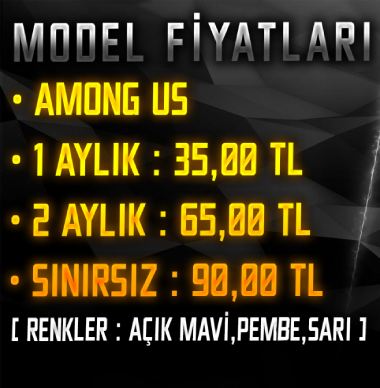 MODEL FİYATLARI
• AMONG US
• 1 AYLIK : 35,00 TL
• 2 AYLIK : 65,00 TL
• SINIRSIZ : 90,00 TL
[ RENKLER : AÇIK MAVİ,PEMBE,SARI ]